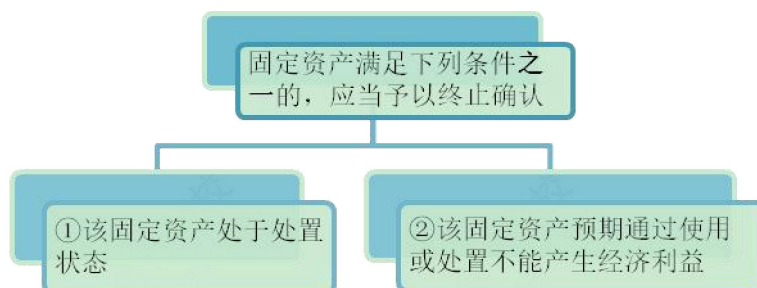 固定资产满足下列条件之
一的，应当予以终止确认
①该固定资产处于处置
状态
②该固定资产预期通过使用
或处置不能产生经济利益